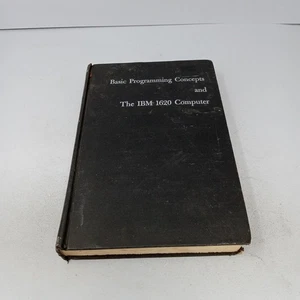 Basic Programming Concepts
and
The IBM 1620 Computer